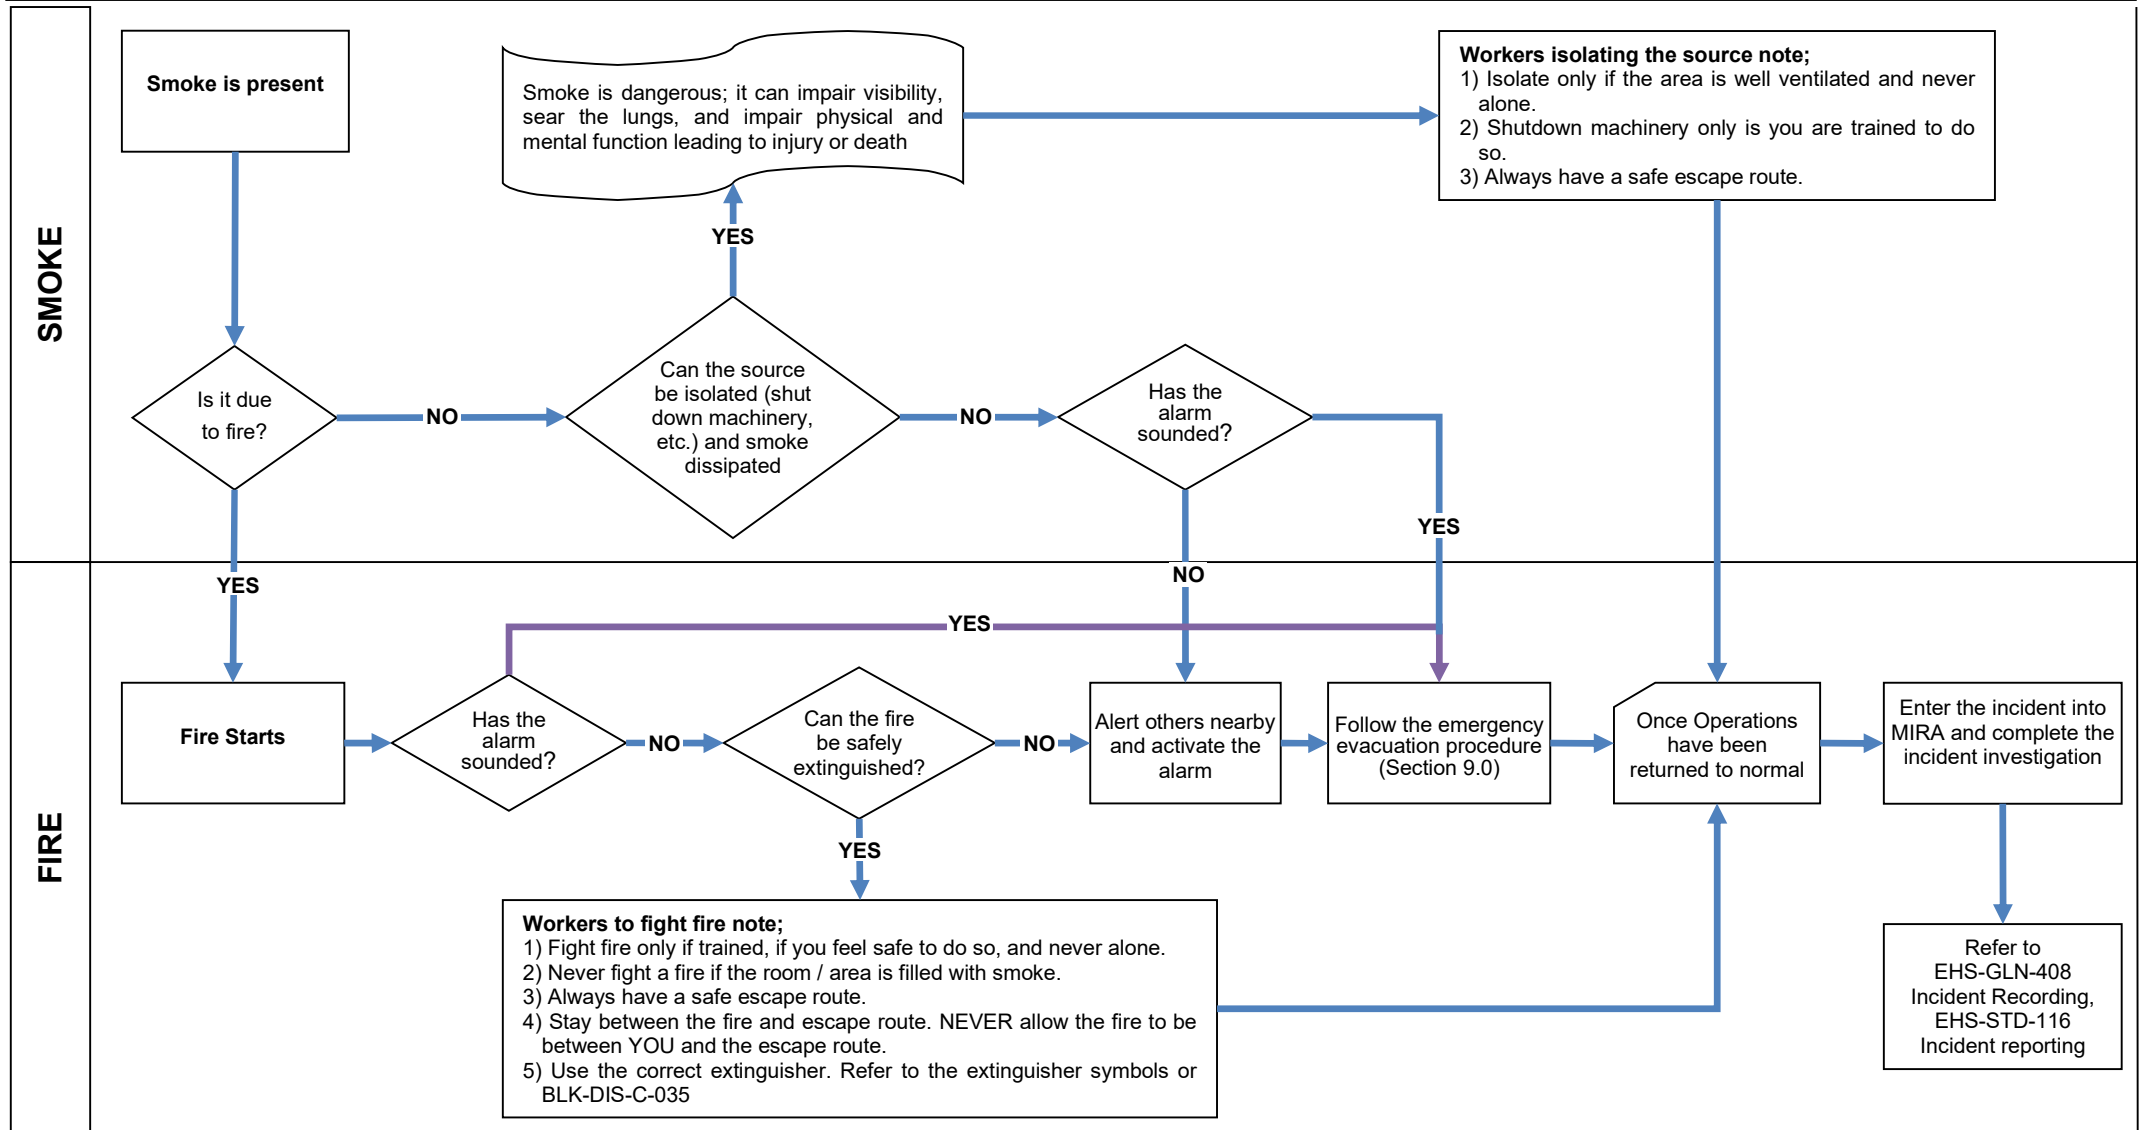 SMOKE
Smoke is present
Smoke is dangerous; it can impair visibility,
sear the lungs, and impair physical and
mental function leading to injury or death
Workers isolating the source note;
1) Isolate only if the area is well ventilated and never
alone.
2) Shutdown machinery only is you are trained to do
so.
3) Always have a safe escape route.
YES
Is it due
to fire?
NO
Can the source
be isolated (shut
down machinery,
etc.) and smoke
dissipated
NO
Has the
alarm
sounded?
YES
YES
NO
FIRE
YES
Fire Starts
Has the
alarm
sounded?
NO
Can the fire
be safely
extinguished?
NO
Alert others nearby
and activate the
alarm
Follow the emergency
evacuation procedure
(Section 9.0)
Once Operations
have been
returned to normal
Enter the incident into
MIRA and complete the
incident investigation
YES
Workers to fight fire note;
1) Fight fire only if trained, if you feel safe to do so, and never alone.
2) Never fight a fire if the room / area is filled with smoke.
3) Always have a safe escape route.
4) Stay between the fire and escape route. NEVER allow the fire to be
between YOU and the escape route.
5) Use the correct extinguisher. Refer to the extinguisher symbols or
BLK-DIS-C-035
Refer to
EHS-GLN-408
Incident Recording,
EHS-STD-116
Incident reporting